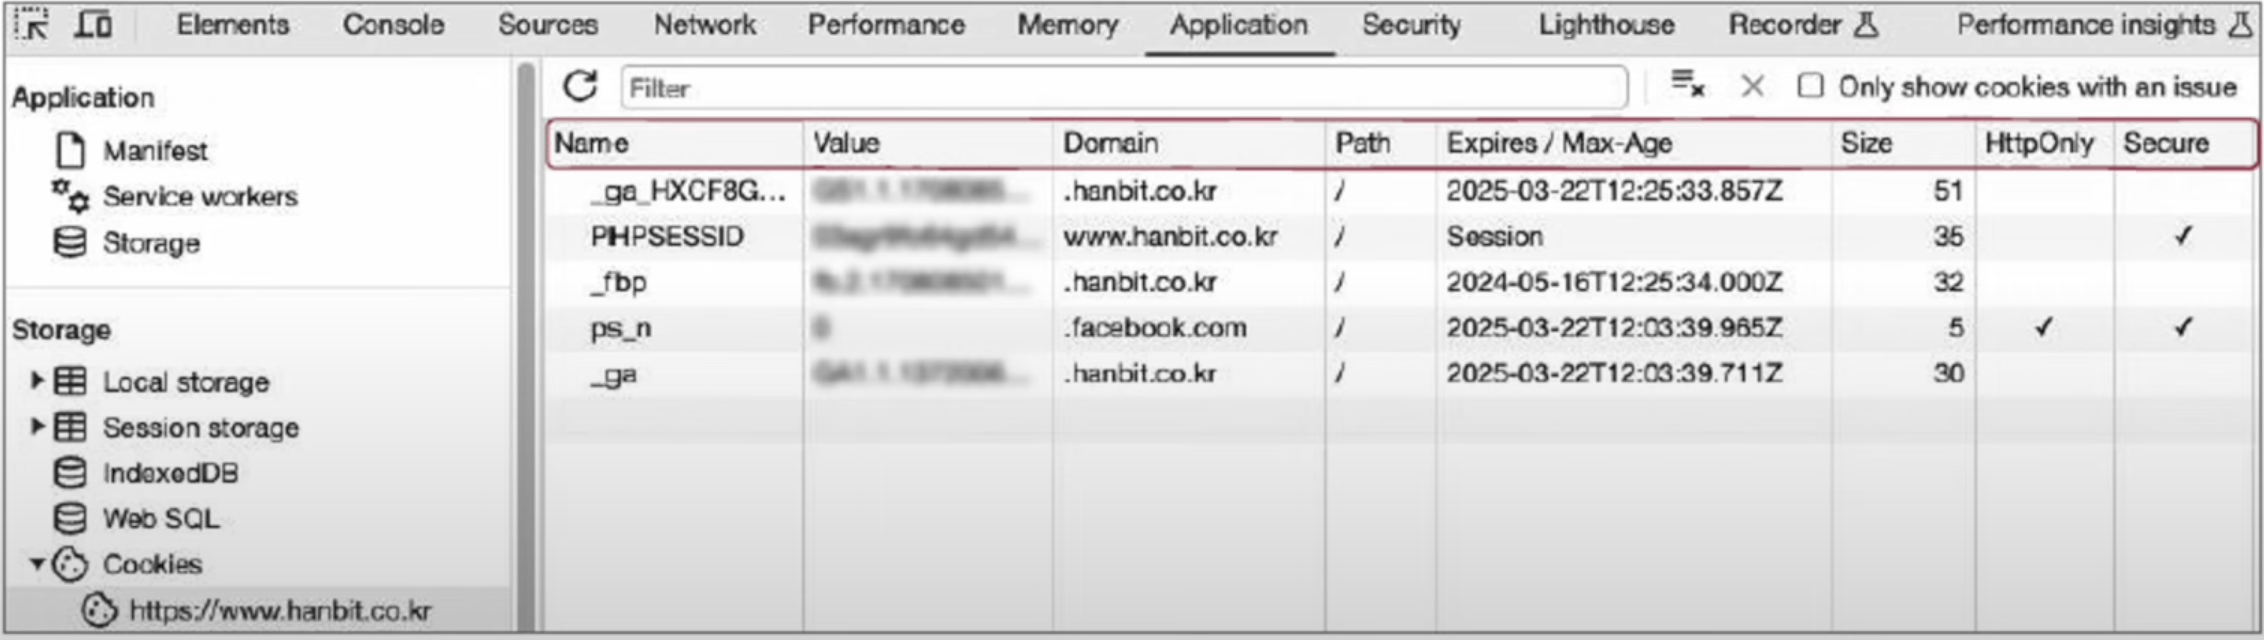 Elements Console Sources Network Performance Memory Application Security Lighthouse Recorder Performance insights
Application
Manifest
Service workers
Storage
Storage
Local storage
Session storage
IndexedDB
Web SQL
Cookies
https://www.hanbit.co.kr
Filter Only show cookies with an issue
Name Value Domain Path Expires / Max-Age Size HttpOnly Secure
_ga_HXCF8G... .hanbit.co.kr / 2025-03-22T12:25:33.857Z 51
PHPSESSID www.hanbit.co.kr / Session 35 ✓
_fbp .hanbit.co.kr / 2024-05-16T12:25:34.000Z 32
ps_n .facebook.com / 2025-03-22T12:03:39.965Z 5 ✓ ✓
_ga .hanbit.co.kr / 2025-03-22T12:03:39.711Z 30